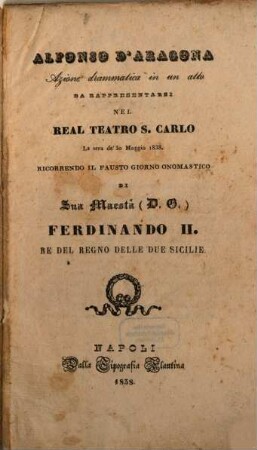 ALFONSO D'ARAGONA
Azione drammatica in un atto
DA RAPPRESENTARSI
NEL
REAL TEATRO S. CARLO
La sera de' 30 Maggio 1838.
RICORRENDO IL FAUSTO GIORNO ONOMASTICO
DI
Sua Maestà (D. G.)
FERDINANDO II.
RE DEL REGNO DELLE DUE SICILIE.
NAPOLI
Dalla Tipografia Flautina
1838.